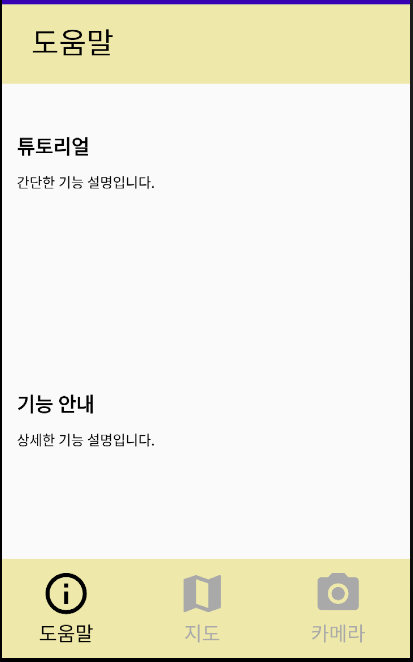 도움말
튜토리얼
간단한 기능 설명입니다.
기능 안내
상세한 기능 설명입니다.
도움말 지도 카메라